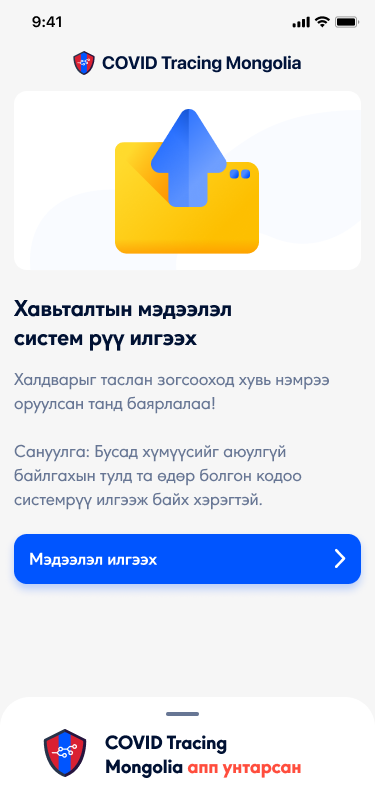 9:41
COVID Tracing Mongolia
Хавьталтын мэдээлэл
систем рүү илгээх
Халдварыг таслан зогсооход хувь нэмрээ
оруулсан танд баярлалаа!
Сануулга: Бусад хүмүүсийг аюулгүй
байлгахын тулд та өдөр болгон кодоо
системрүү илгээж байх хэрэгтэй.
Мэдээлэл илгээх
COVID Tracing
Mongolia апп унтарсан